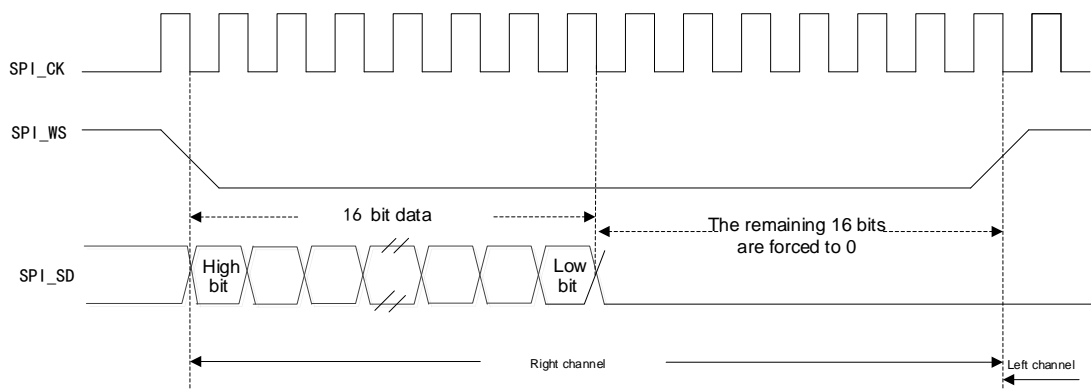 SPI_CK
SPI_WS
16 bit data
The remaining 16 bits
are forced to 0
SPI_SD
High
bit
Low
bit
Right channel
Left channel